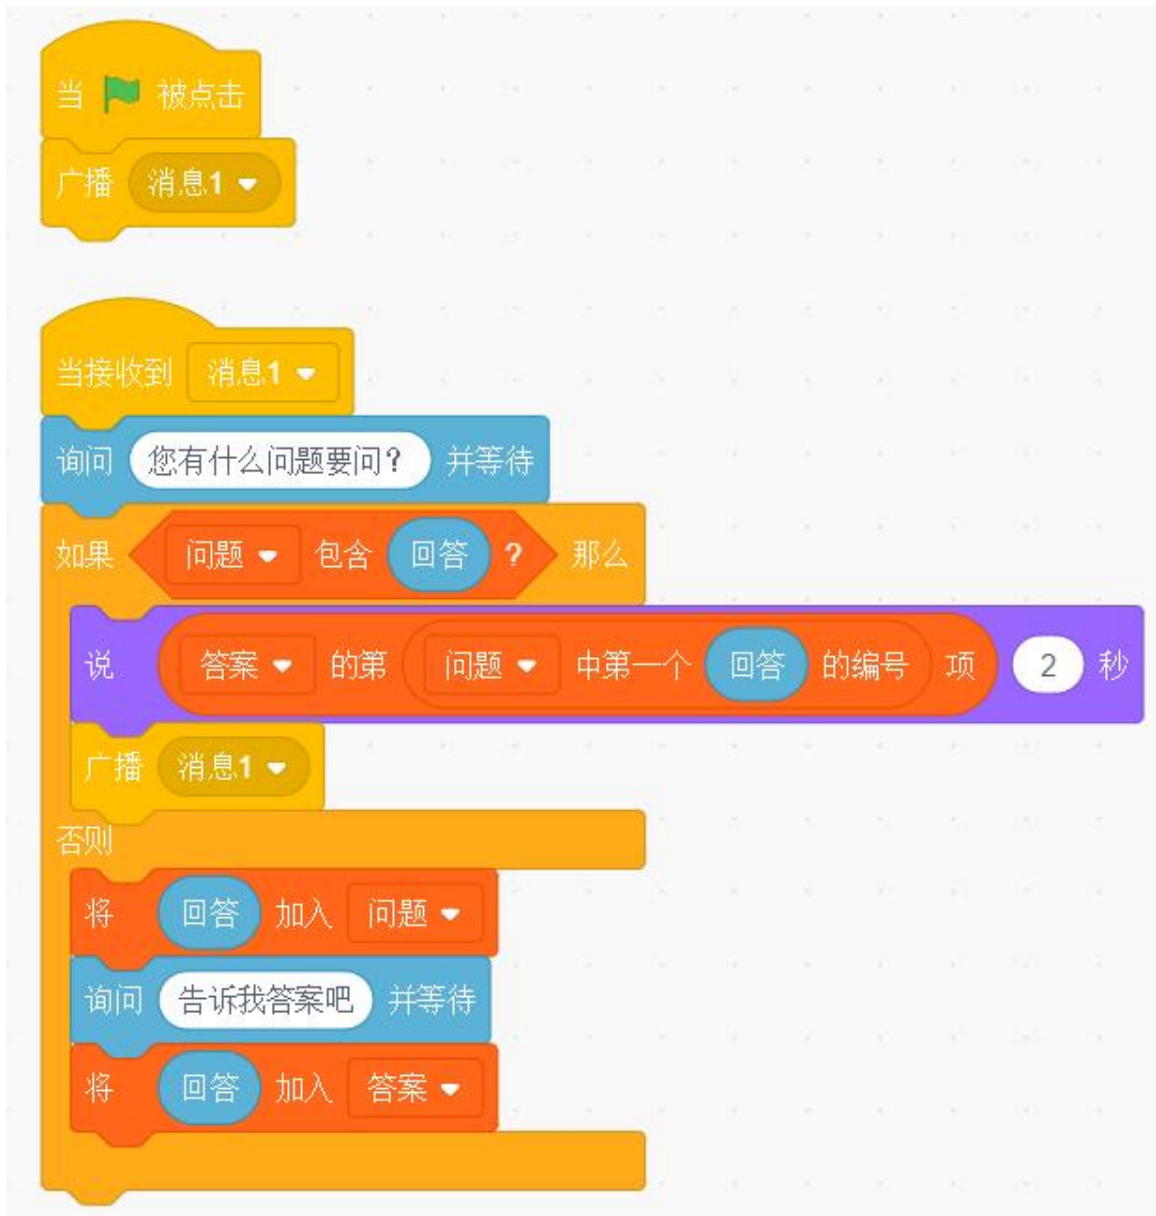 当 被点击
广播 消息1
当接收到 消息1
询问 您有什么问题要问? 并等待
如果 问题 包含 回答 ? 那么
说 答案 的第 问题 中第一个 回答 的编号 项 2 秒
广播 消息1
否则
将 回答 加入 问题
询问 告诉我答案吧 并等待
将 回答 加入 答案